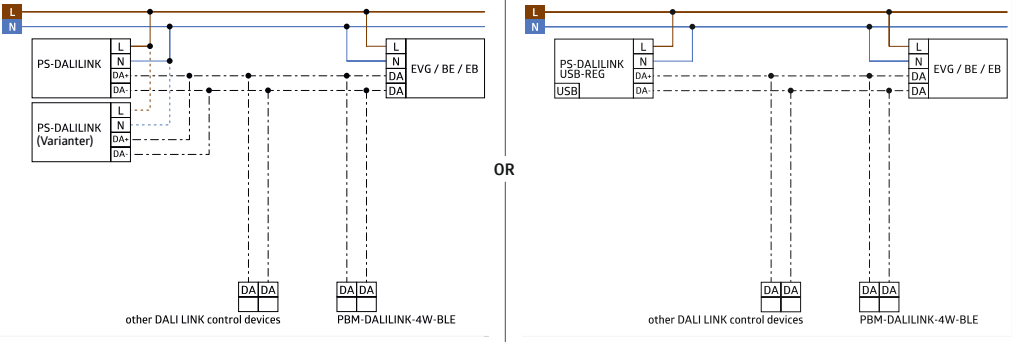 L
N
PS-DALILINK
L
N
DA+
DA-
PS-DALILINK
(Varianter)
L
N
DA+
DA-
L
N
DA
DA
EVG / BE / EB
DA DA
other DALI LINK control devices
DA DA
PBM-DALILINK-4W-BLE
OR
L
N
PS-DALILINK
USB-REG
USB
L
N
DA+
DA-
L
N
DA
DA
EVG / BE / EB
DA DA
other DALI LINK control devices
DA DA
PBM-DALILINK-4W-BLE